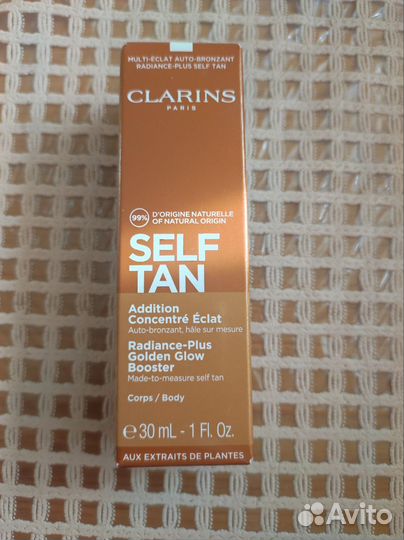 MULTI-ÉCLAT AUTO-BRONZANT
RADIANCE-PLUS SELF TAN
CLARINS
PARIS
99% D'ORIGINE NATURELLE
OF NATURAL ORIGIN
SELF
TAN
Addition
Concentré Éclat
Auto-bronzant, hâle sur mesure
Radiance-Plus
Golden Glow
Booster
Made-to-measure self tan
Corps / Body
℮ 30 mL - 1 Fl. Oz.
AUX EXTRAITS DE PLANTES
Avito